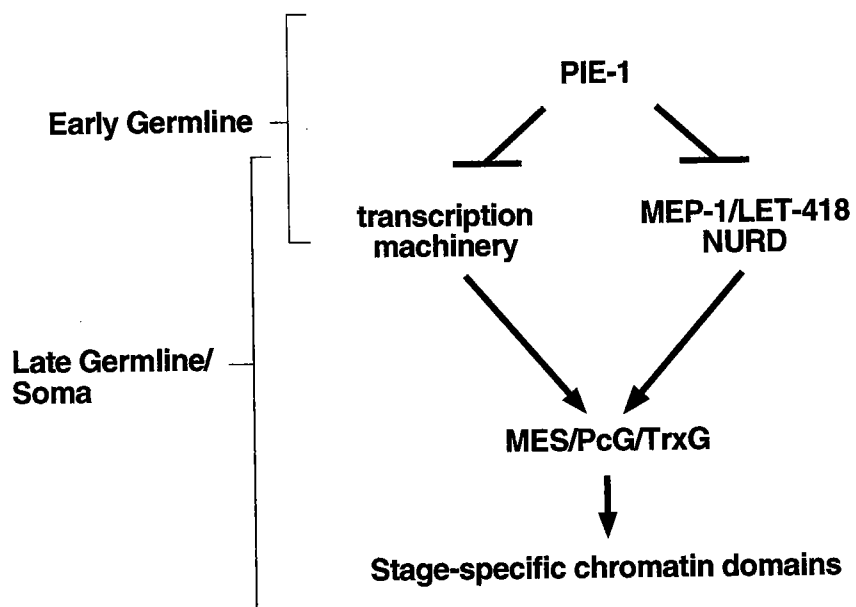 PIE-1
Early Germline
transcription
machinery
MEP-1/LET-418
NURD
Late Germline/
Soma
MES/PcG/TrxG
Stage-specific chromatin domains